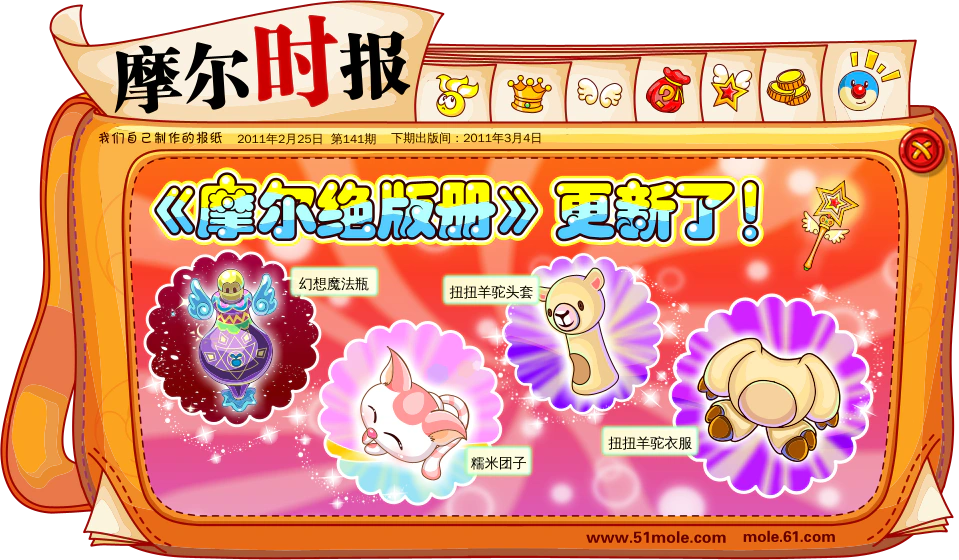 摩尔时报
我们自己制作的报纸 2011年2月25日 第141期 下期出版间：2011年3月4日
《摩尔绝版册》更新了！
幻想魔法瓶
扭扭羊驼头套
扭扭羊驼衣服
糯米团子
www.51mole.com mole.61.com